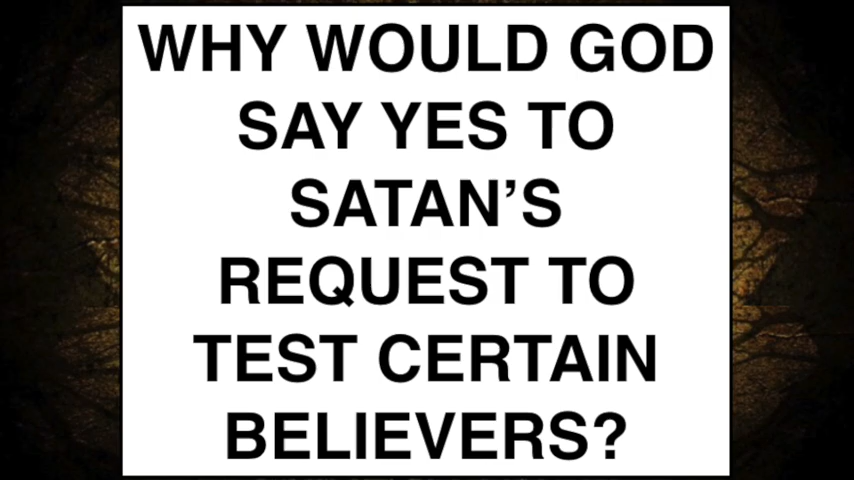 WHY WOULD GOD
SAY YES TO
SATAN’S
REQUEST TO
TEST CERTAIN
BELIEVERS?